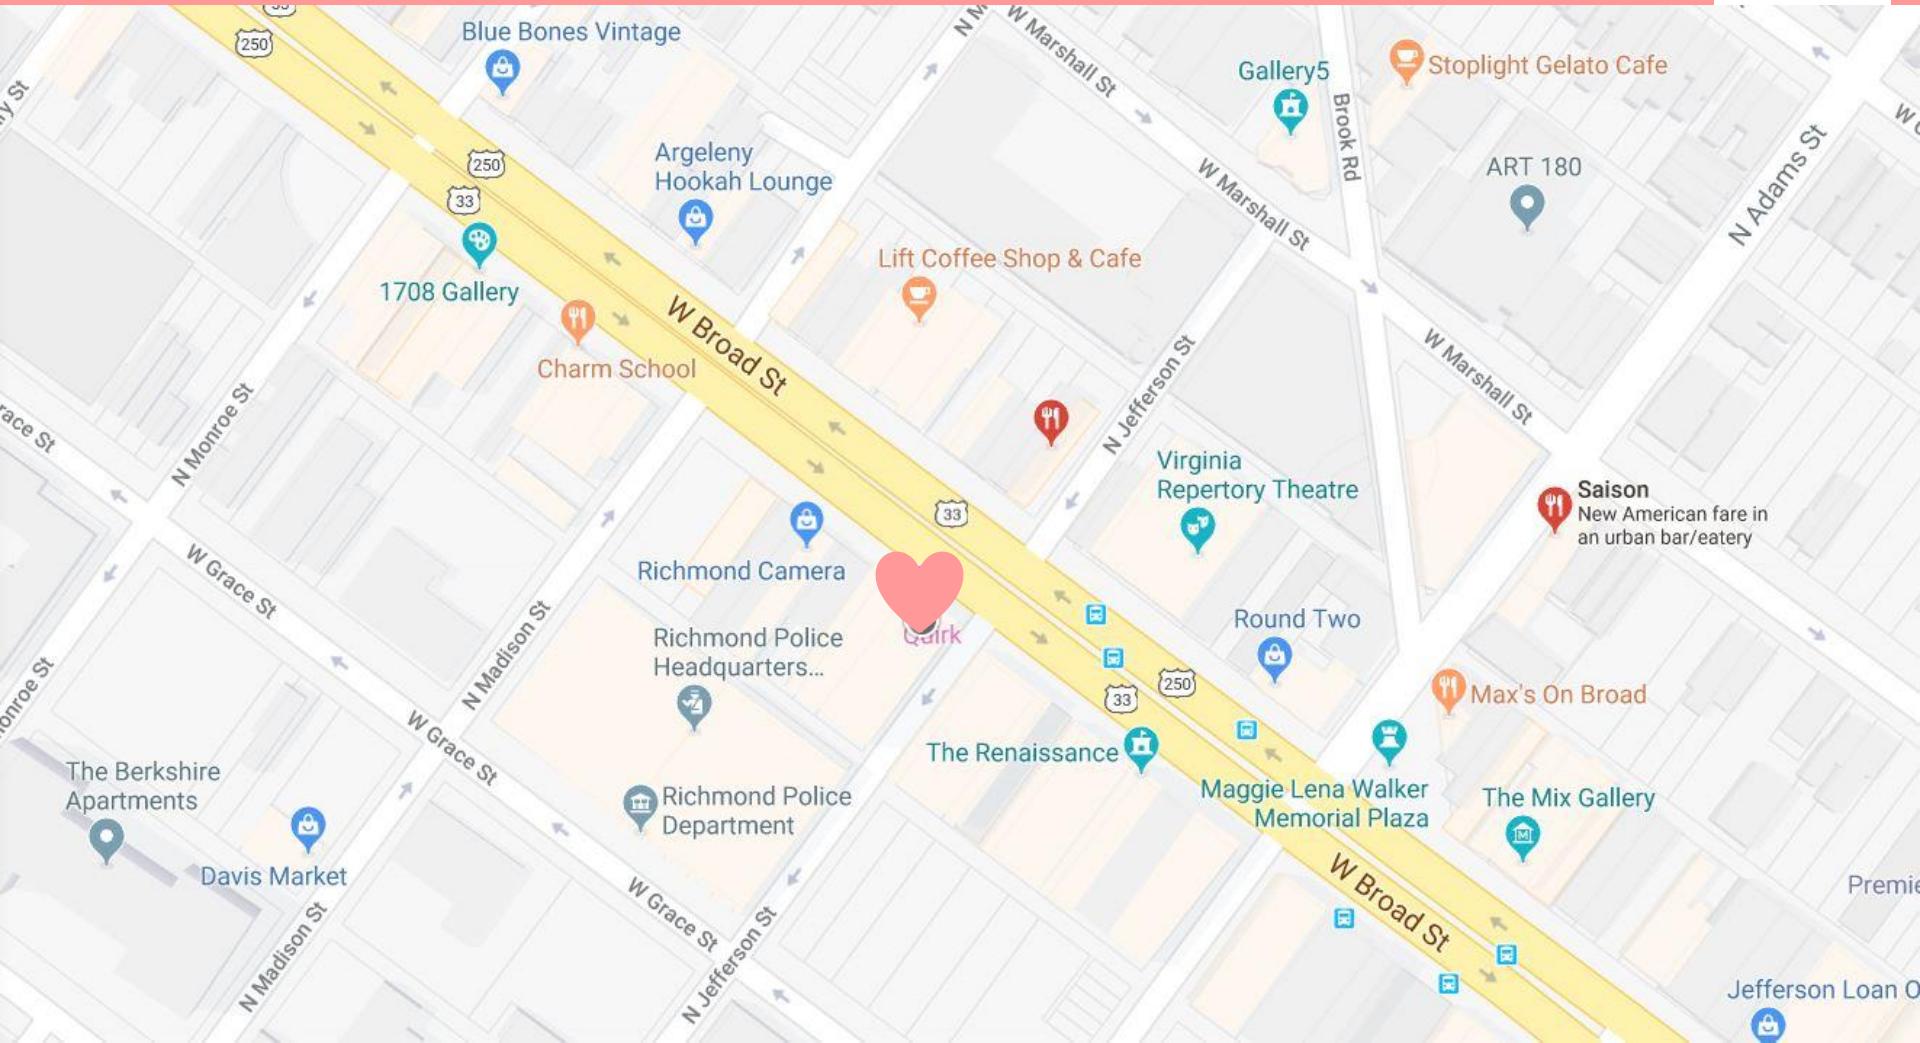 33
250
Blue Bones Vintage
W Marshall St
Gallery5
Stoplight Gelato Cafe
Brook Rd
250
33
Argeleny
Hookah Lounge
W Marshall St
ART 180
N Adams St
1708 Gallery
Charm School
W Broad St
Lift Coffee Shop & Cafe
N Jefferson St
W Marshall St
N Monroe St
Virginia
Repertory Theatre
Saison
New American fare in
an urban bar/eatery
33
W Grace St
Richmond Camera
Richmond Police
Headquarters...
Quirk
Round Two
N Madison St
33
250
Max's On Broad
W Grace St
The Renaissance
The Berkshire
Apartments
Richmond Police
Department
Maggie Lena Walker
Memorial Plaza
The Mix Gallery
Davis Market
W Grace St
W Broad St
N Madison St
N Jefferson St
Jefferson Loan